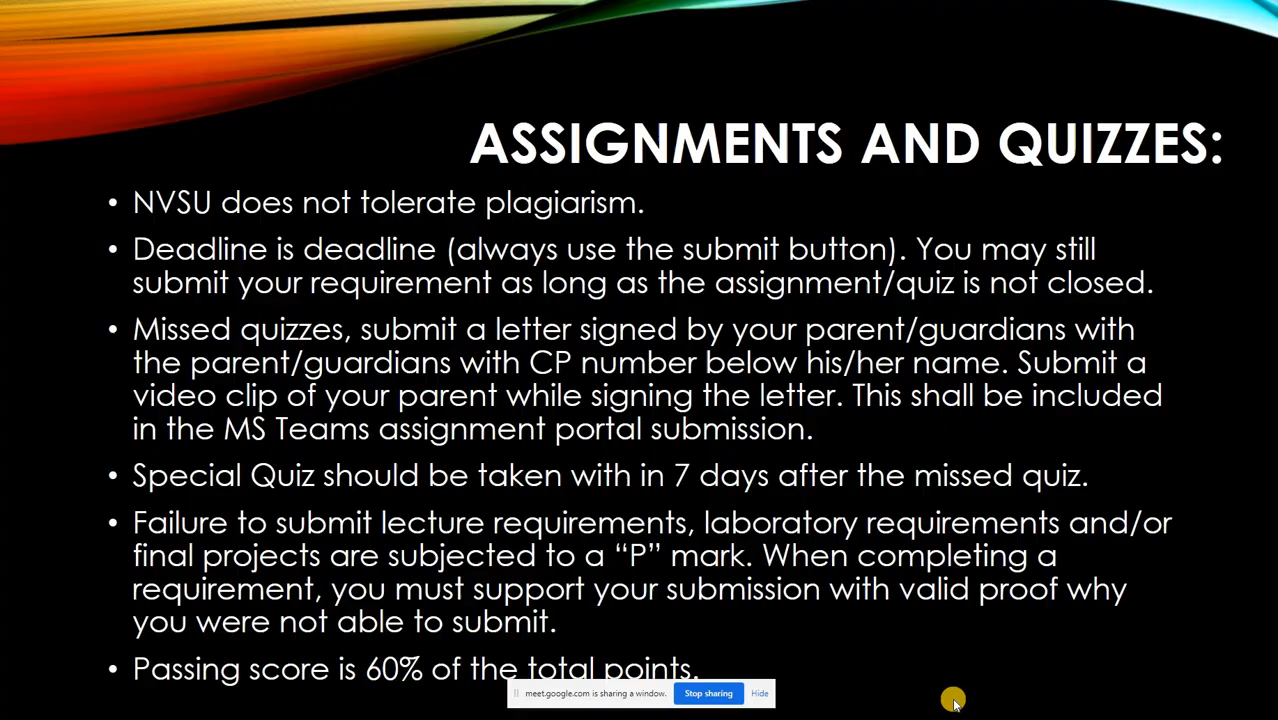 ASSIGNMENTS AND QUIZZES:
• NVSU does not tolerate plagiarism.
• Deadline is deadline (always use the submit button). You may still
submit your requirement as long as the assignment/quiz is not closed.
• Missed quizzes, submit a letter signed by your parent/guardians with
the parent/guardians with CP number below his/her name. Submit a
video clip of your parent while signing the letter. This shall be included
in the MS Teams assignment portal submission.
• Special Quiz should be taken with in 7 days after the missed quiz.
• Failure to submit lecture requirements, laboratory requirements and/or
final projects are subjected to a “P” mark. When completing a
requirement, you must support your submission with valid proof why
you were not able to submit.
• Passing score is 60% of the total points.
meet.google.com is sharing a window. Stop sharing Hide